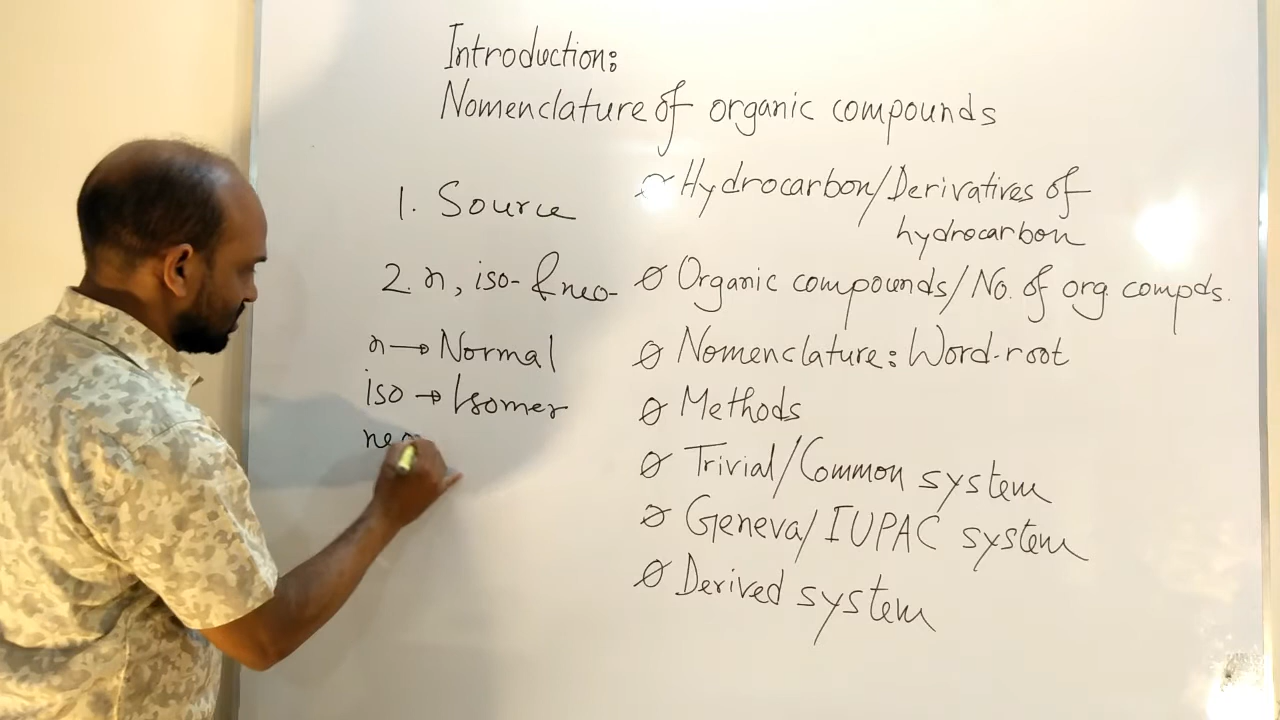 Introduction:
Nomenclature of organic compounds
1. Source
2. n, iso- & neo-
n → Normal
iso → Isomer
neo
Hydrocarbon/Derivatives of
hydrocarbon
Organic compounds/No. of org. compds.
Nomenclature: Word-root
Methods
Trivial/Common system
Geneva/IUPAC system
Derived system